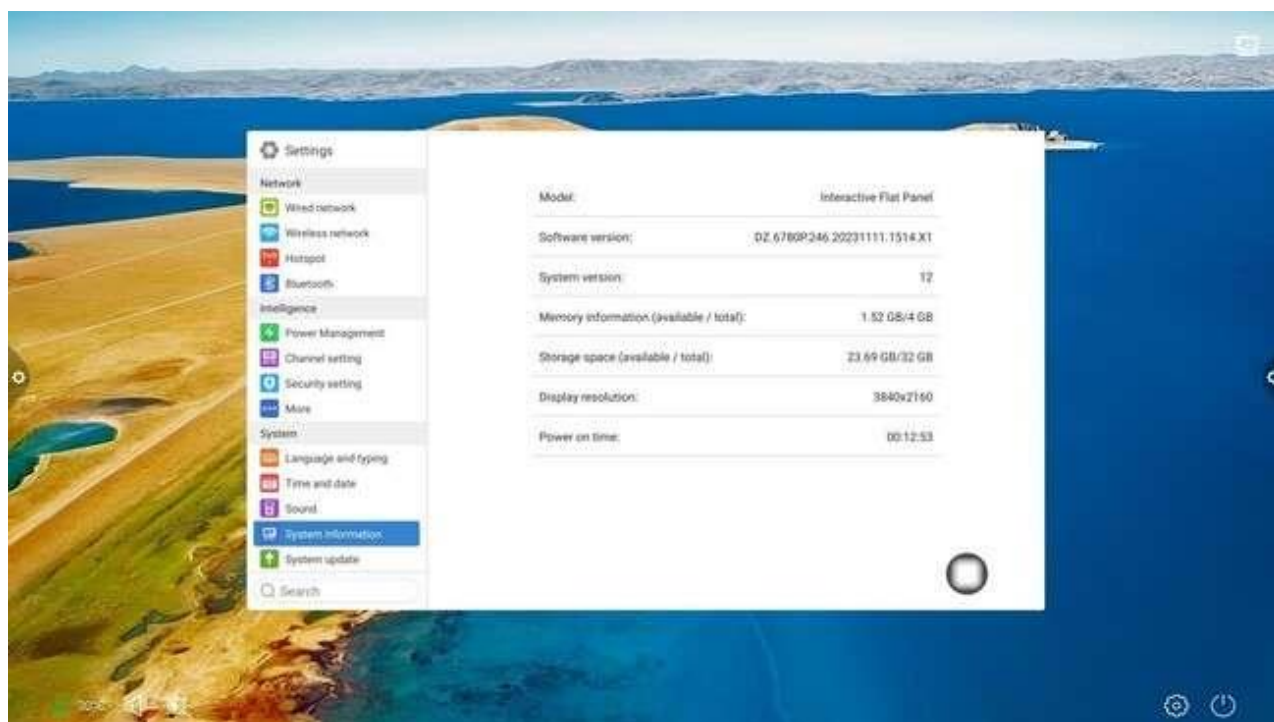 Settings
Network
Wired network
Wireless network
Hotspot
Bluetooth
Intelligence
Power Management
Channel setting
Security setting
More
System
Language and typing
Time and date
Sound
System information
System update
Search
Model: Interactive Flat Panel
Software version: DZ.6780P.246.20231111.1514.X1
System version: 12
Memory information (available / total): 1.52 GB/4 GB
Storage space (available / total): 23.69 GB/32 GB
Display resolution: 3840x2160
Power on time: 00:12:53